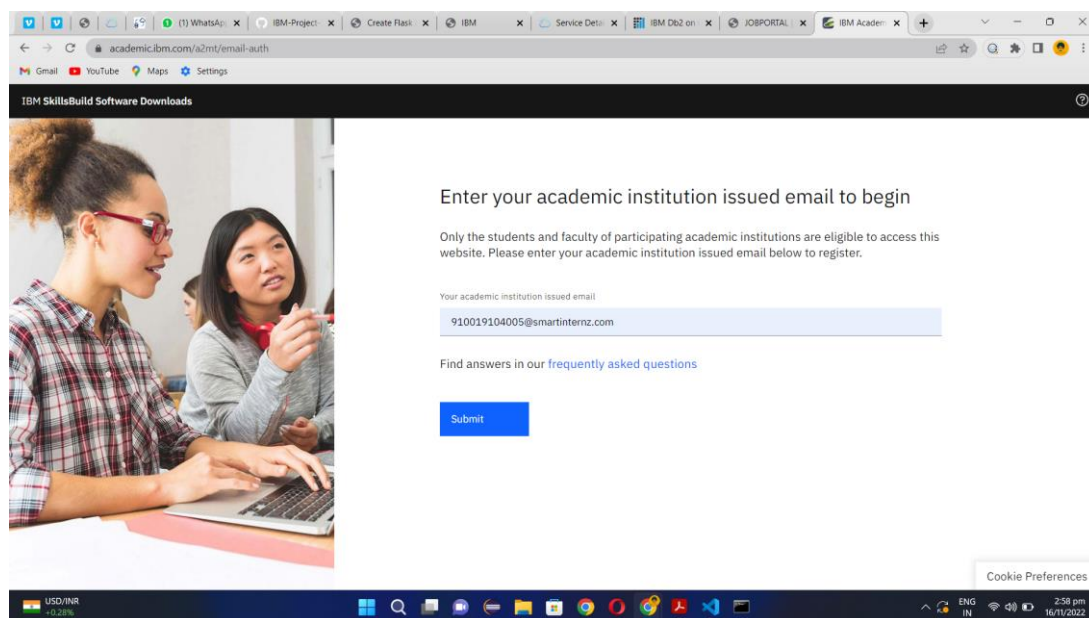 (1) WhatsAp
IBM-Project-
Create Flask
IBM
Service Detai
IBM Db2 on
JOBPORTAL
IBM Academ
academic.ibm.com/a2mt/email-auth
Gmail
YouTube
Maps
Settings
IBM SkillsBuild Software Downloads
Enter your academic institution issued email to begin
Only the students and faculty of participating academic institutions are eligible to access this
website. Please enter your academic institution issued email below to register.
Your academic institution issued email
910019104005@smartinternz.com
Find answers in our frequently asked questions
Submit
Cookie Preferences
USD/INR
+0.28%
ENG
IN
2:58 pm
16/11/2022